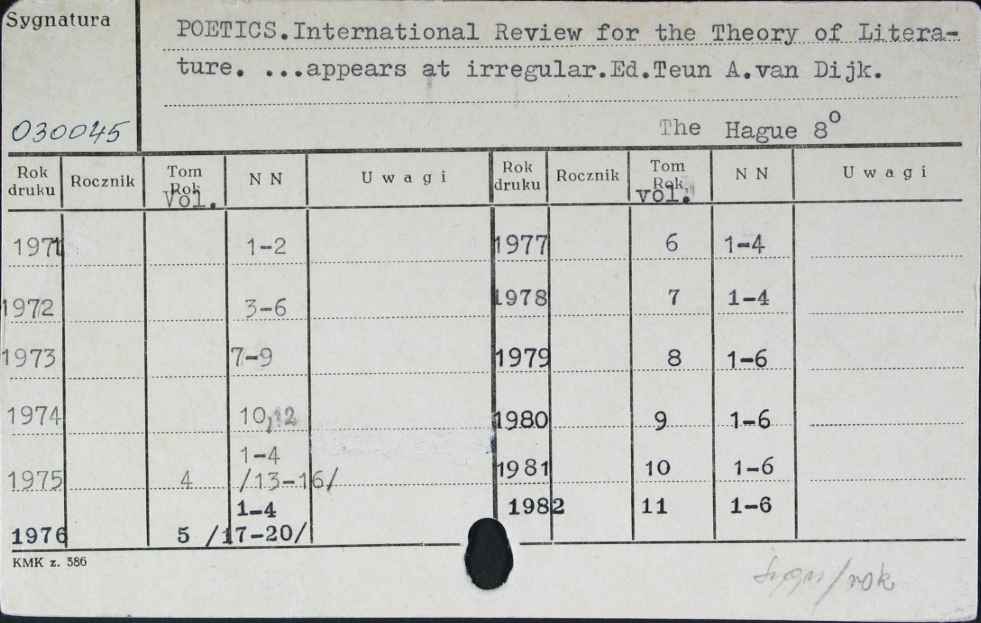 Sygnatura
POETICS.International Review for the Theory of Litera-
ture. ...appears at irregular.Ed.Teun A.van Dijk.
030045
The Hague 8º
Rok druku Rocznik Tom Rok Vol. N N Uwagi Rok druku Rocznik Tom Rok vol. N N Uwagi
1971 1-2 1977 6 1-4
1972 3-6 1978 7 1-4
1973 7-9 1979 8 1-6
1974 10,12 1980 9 1-6
1975 4 1-4 /13-16/ 1981 10 1-6
1976 5 1-4 /17-20/ 1982 11 1-6
KMK z. 386
/rok